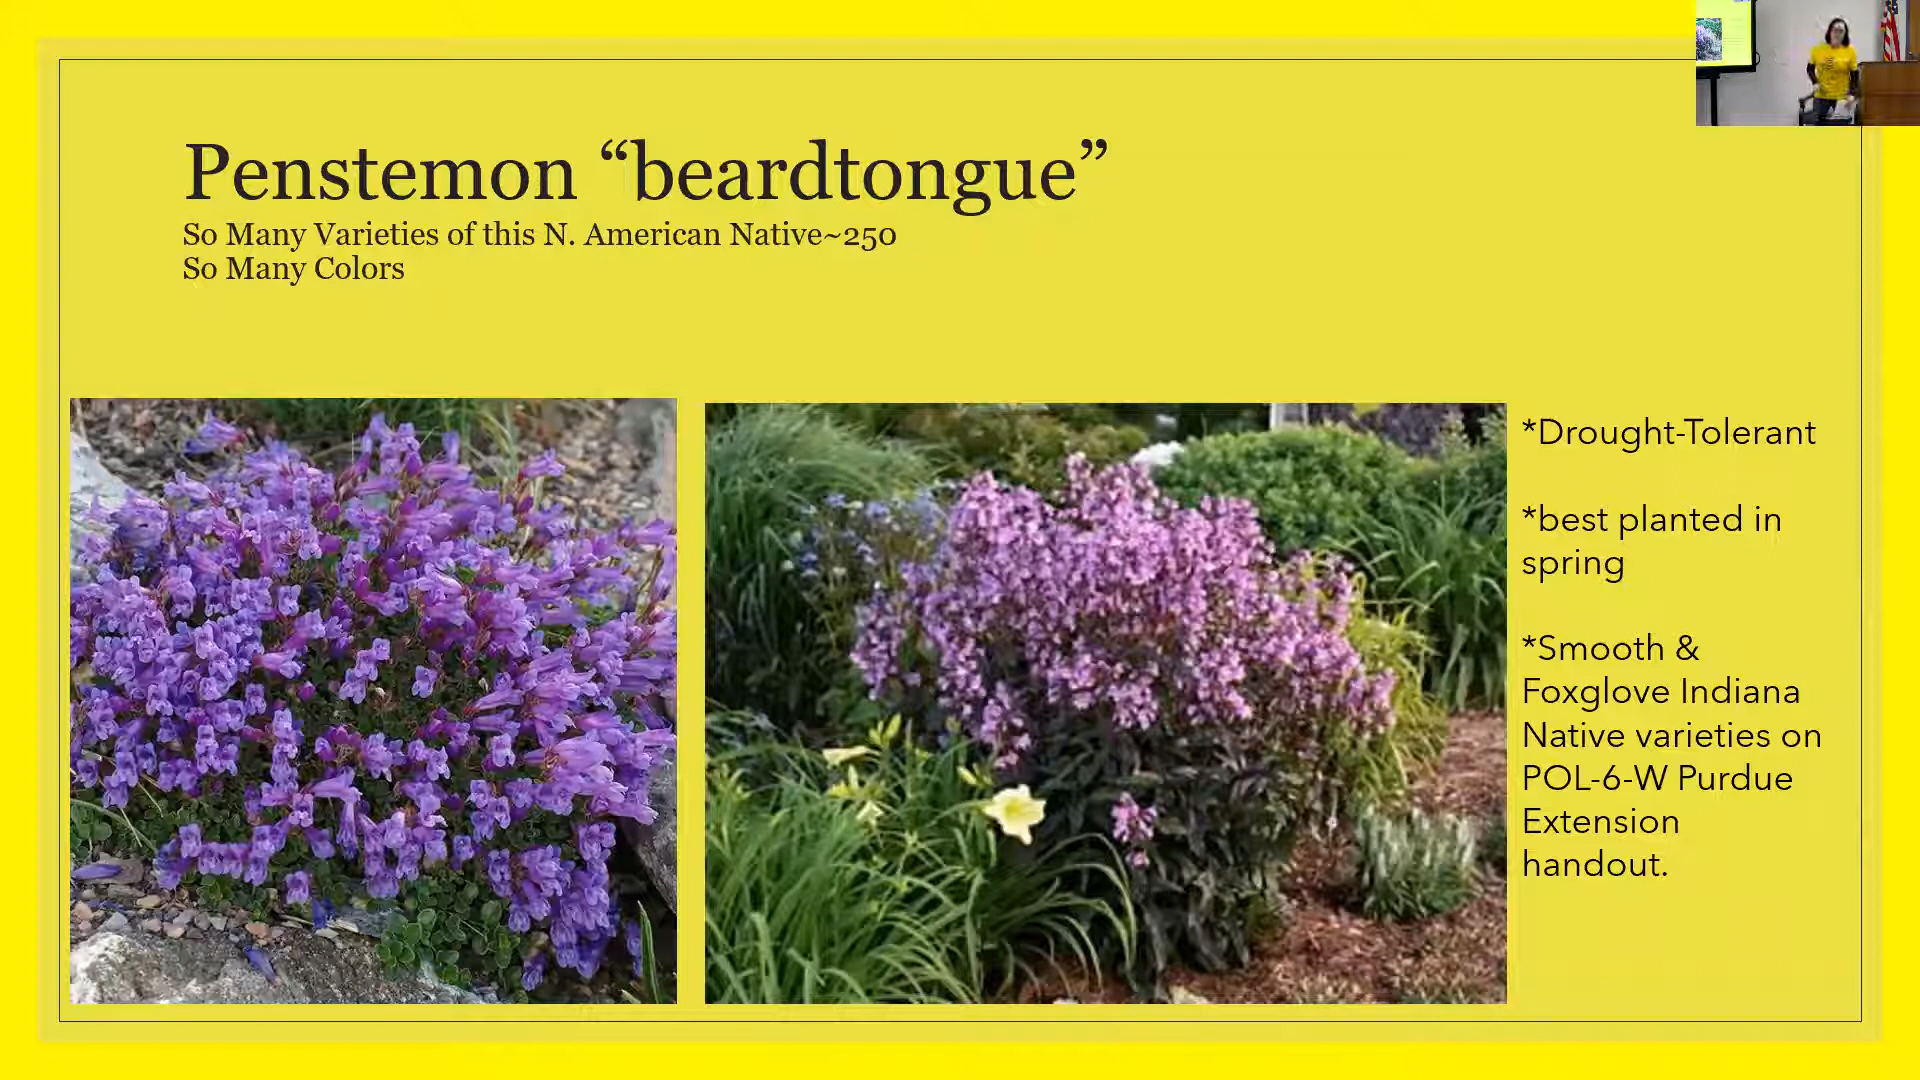 Penstemon “beardtongue”
So Many Varieties of this N. American Native~250
So Many Colors
*Drought-Tolerant
*best planted in
spring
*Smooth &
Foxglove Indiana
Native varieties on
POL-6-W Purdue
Extension
handout.